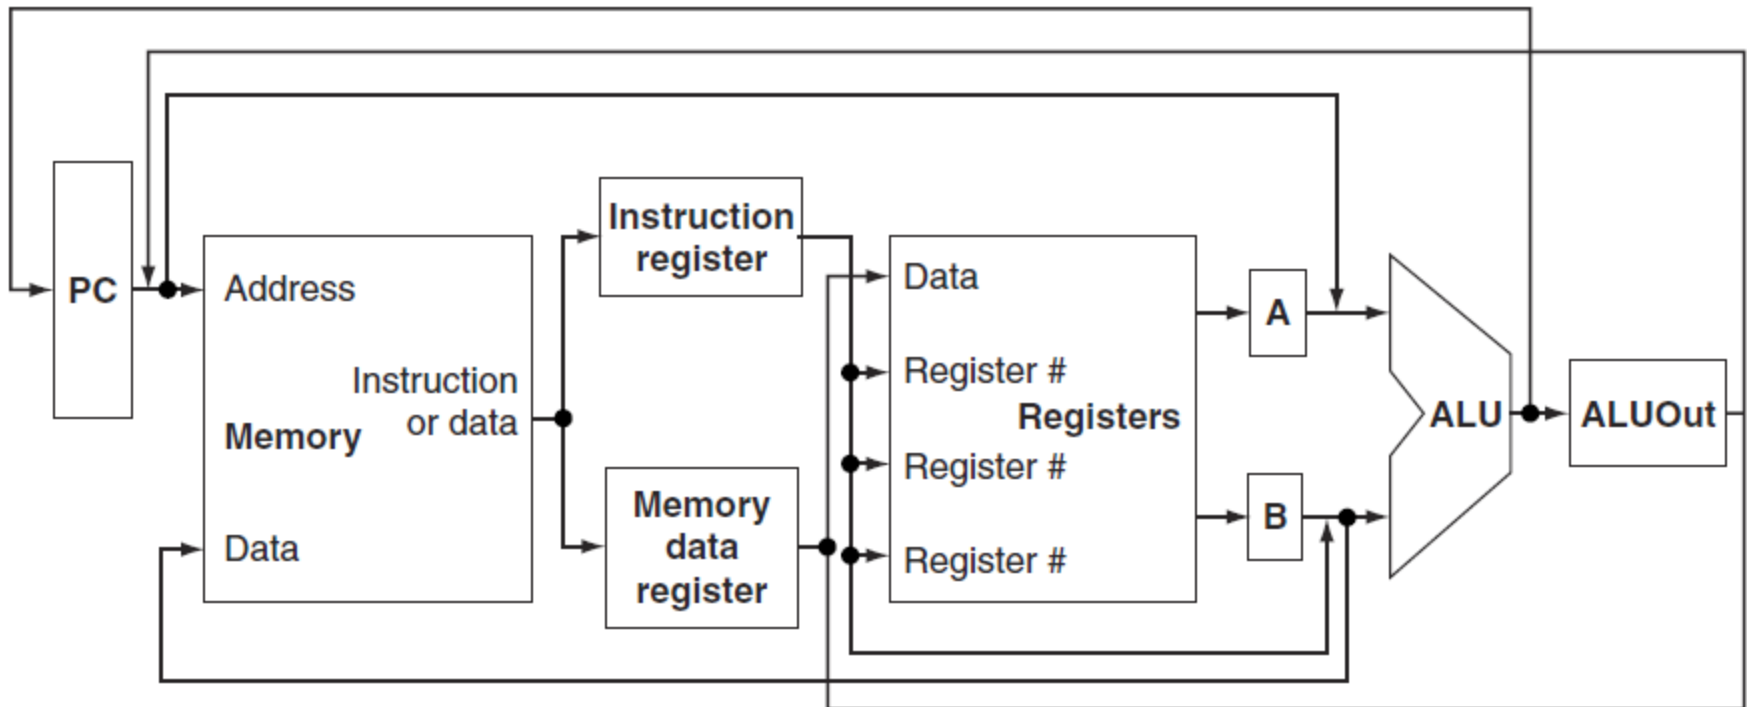 PC
Address
Instruction
or data
Memory
Data
Instruction
register
Memory
data
register
Data
Register #
Registers
Register #
Register #
A
B
ALU
ALUOut